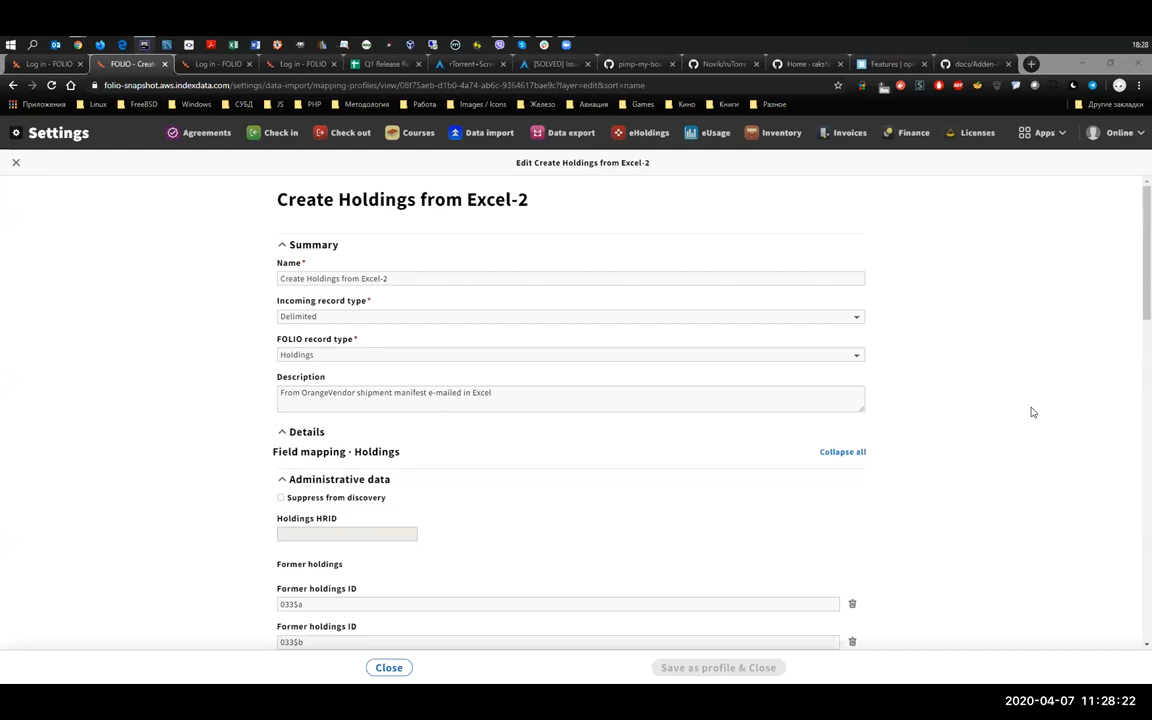 18:28
Log in - FOLIO
FOLIO - Creat
Log in - FOLIO
Log in - FOLIO
Q1 Release R
rTorrent+Scre
[SOLVED] Issu
pimp-my-box
Novik/ruTorr
Home · raksh
Features | op
docs/Adden-
folio-snapshot.aws.indexdata.com/settings/data-import/mapping-profiles/view/08f75aeb-d1b0-54d0-ab6c-9364617bae9c?layer=edit&sort=name
Приложения Linux FreeBSD Windows СУБД JS PHP Методология Работа Images / Icons Железо Авиация Games Кино Книги Разное Другие закладки
Settings Agreements Check in Check out Courses Data import Data export eHoldings eUsage Inventory Invoices Finance Licenses Apps Online
Edit Create Holdings from Excel-2
Create Holdings from Excel-2
Summary
Name*
Create Holdings from Excel-2
Incoming record type*
Delimited
FOLIO record type*
Holdings
Description
From OrangeVendor shipment manifest e-mailed in Excel
Details
Field mapping · Holdings
Collapse all
Administrative data
Suppress from discovery
Holdings HRID
Former holdings
Former holdings ID
033$a
Former holdings ID
033$b
Close
Save as profile & Close
2020-04-07 11:28:22